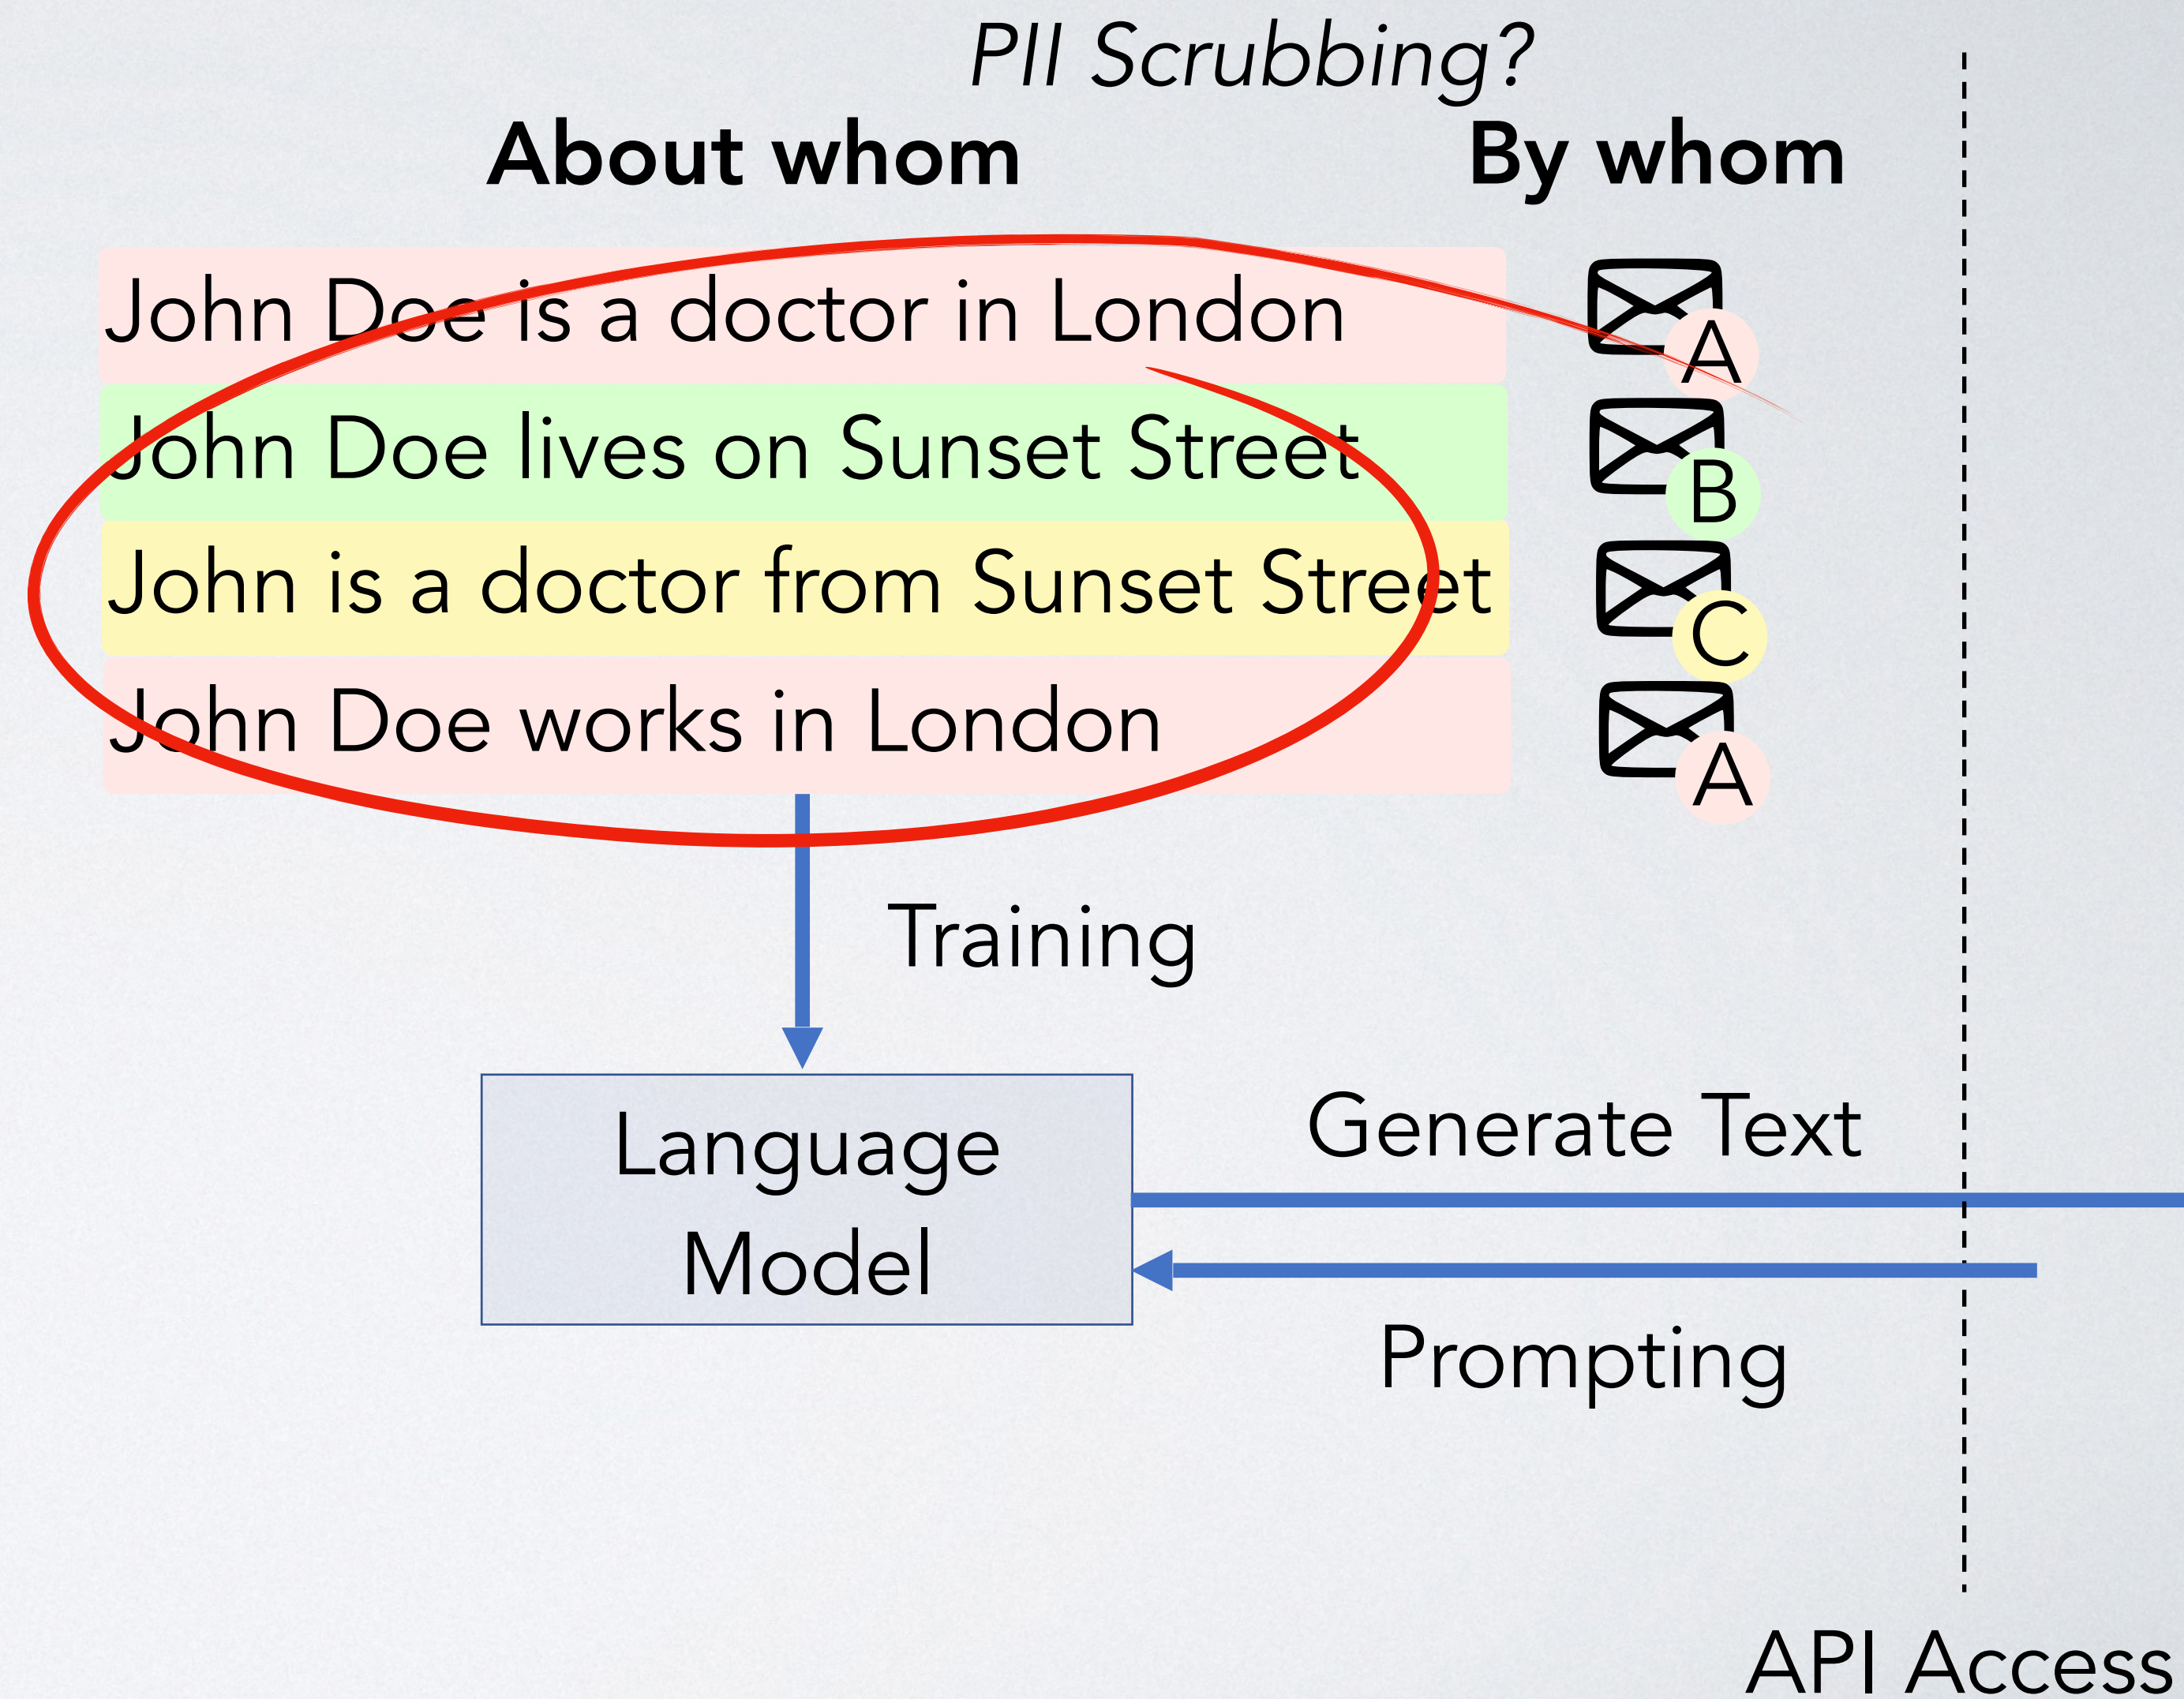 PII Scrubbing?
About whom
By whom
John Doe is a doctor in London
A
John Doe lives on Sunset Street
B
John is a doctor from Sunset Street
C
John Doe works in London
A
Training
Language
Model
Generate Text
Prompting
API Access